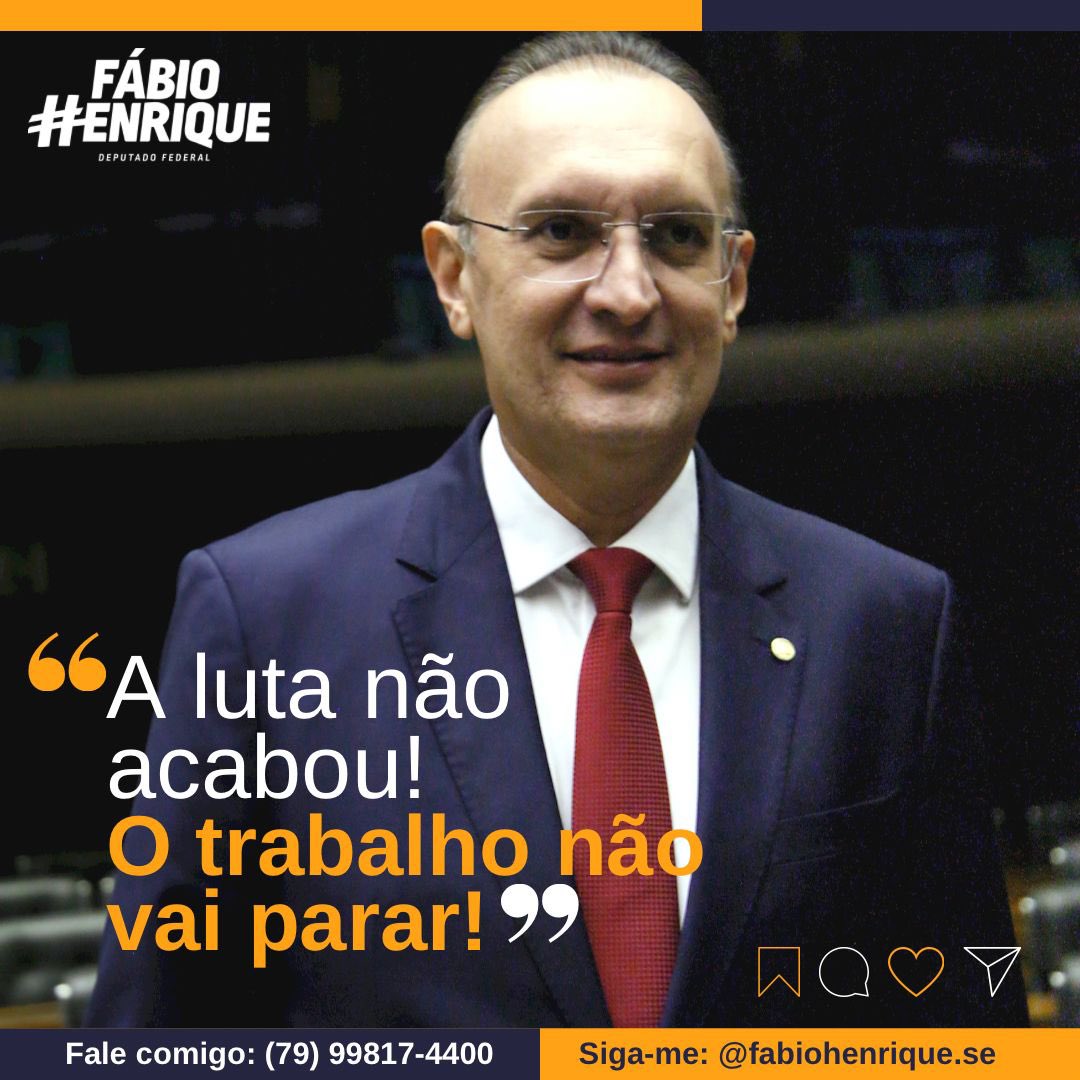 FÁBIO
#HENRIQUE
DEPUTADO FEDERAL
“A luta não
acabou!
O trabalho não
vai parar!”
Fale comigo: (79) 99817-4400
Siga-me: @fabiohenrique.se